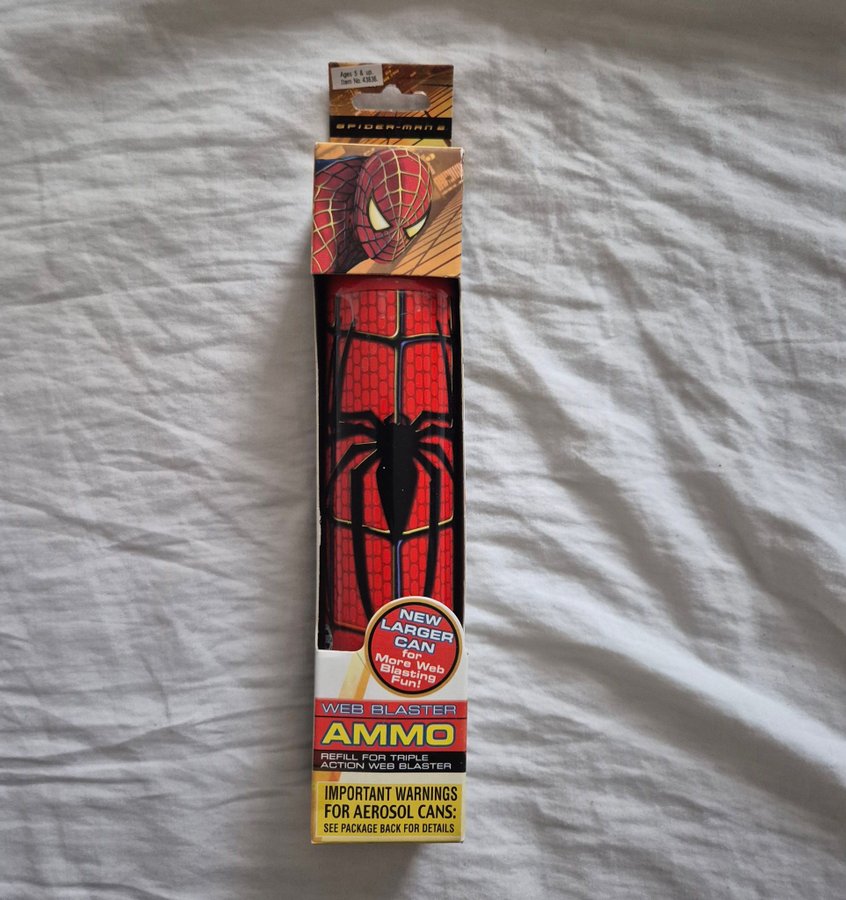 Ages 5 & up.
Item No. 43836
SPIDER-MAN 2
NEW
LARGER
CAN
for
More Web
Blasting
Fun!
WEB BLASTER
AMMO
REFILL FOR TRIPLE
ACTION WEB BLASTER
IMPORTANT WARNINGS
FOR AEROSOL CANS:
SEE PACKAGE BACK FOR DETAILS